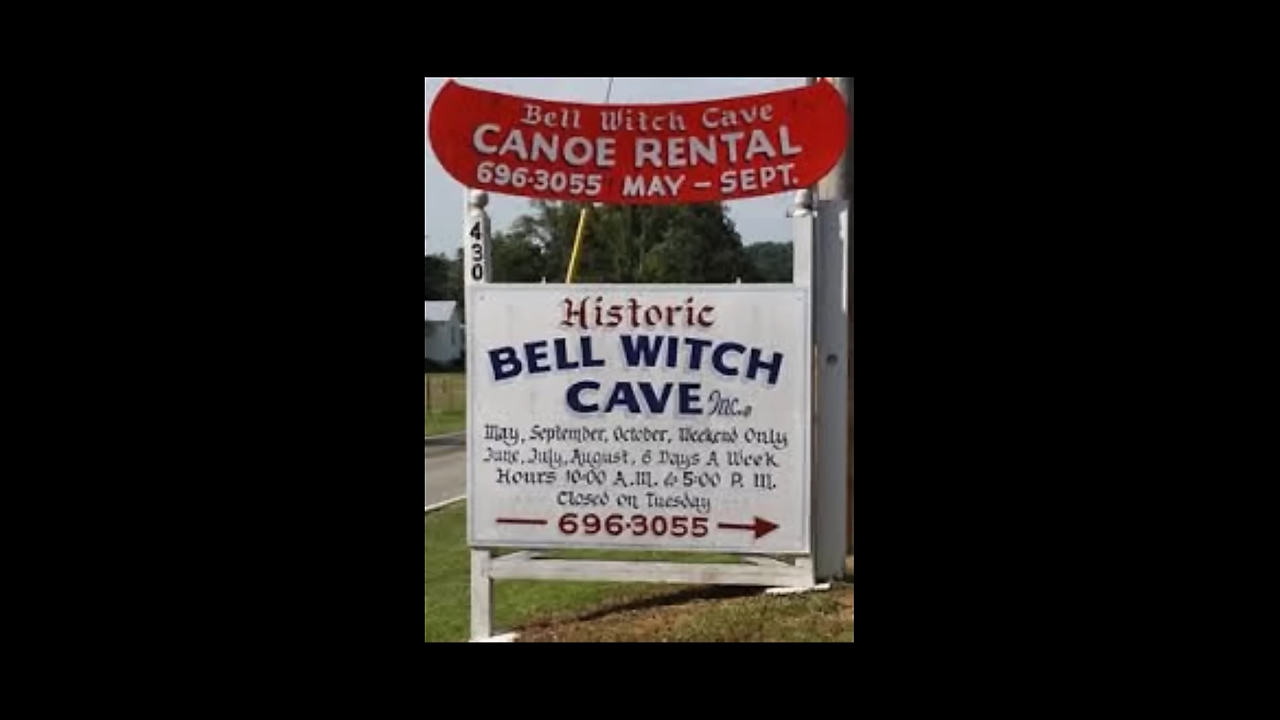 Bell Witch Cave
CANOE RENTAL
696-3055 MAY - SEPT.
430
Historic
BELL WITCH
CAVE Inc.
May, September, October, Weekend Only
June, July, August, 6 Days A Week
Hours 10:00 A.M. & 5:00 P. M.
Closed on Tuesday
696-3055